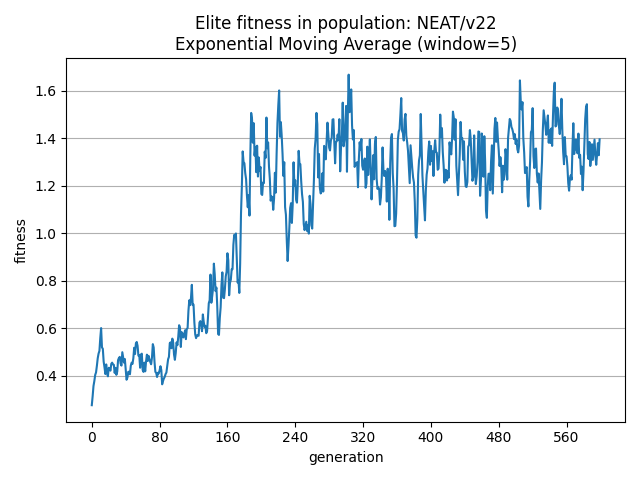 Elite fitness in population: NEAT/v22
Exponential Moving Average (window=5)
fitness
1.6
1.4
1.2
1.0
0.8
0.6
0.4
0 80 160 240 320 400 480 560
generation